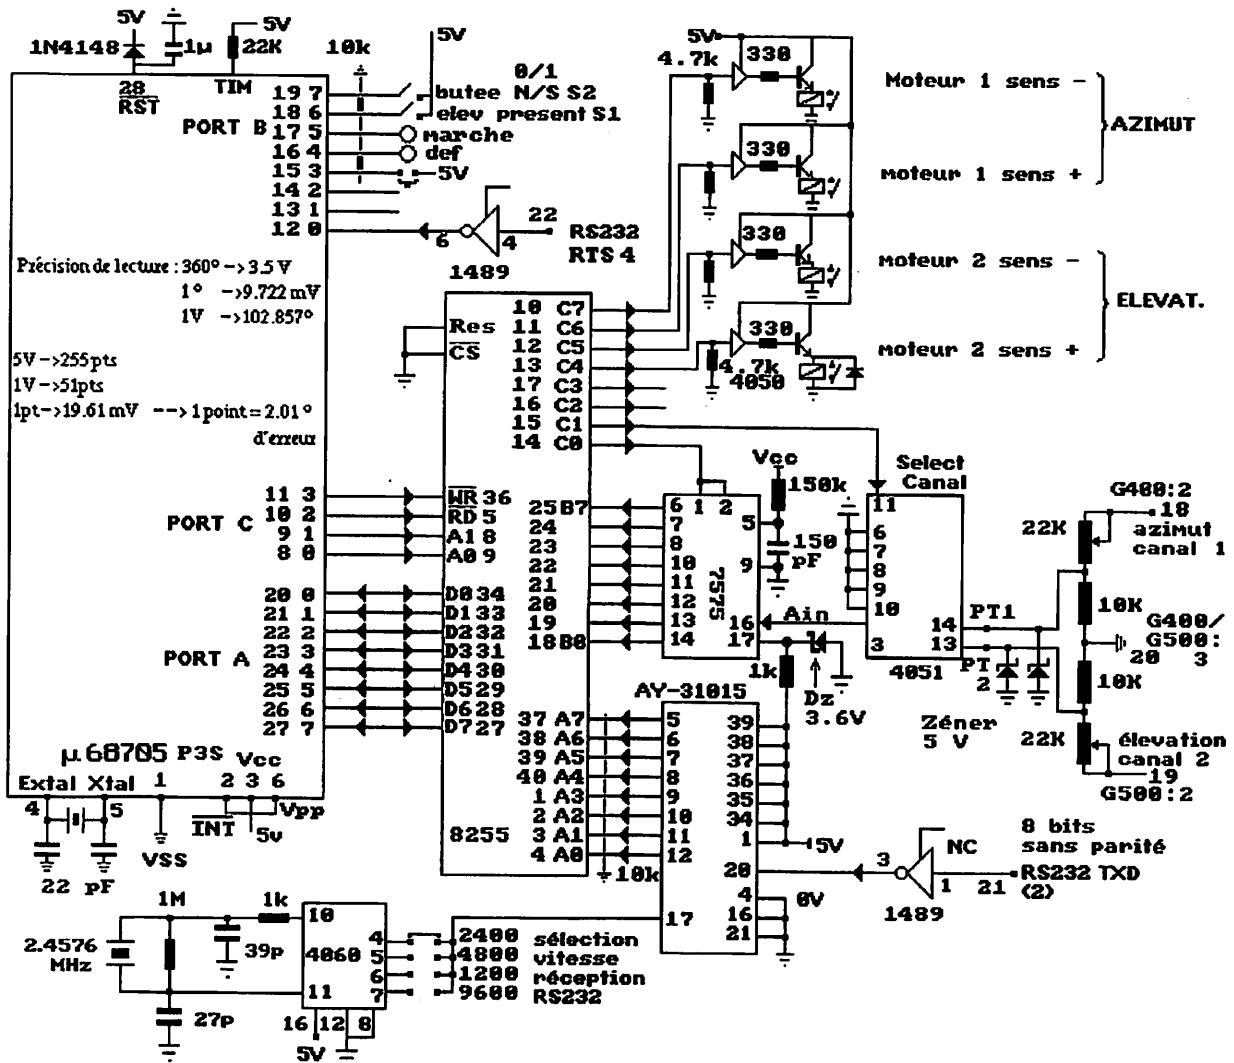 5V
5V
1N4148
1µ
22K
10k
5V
28
RST
TIM
PORT B
19 7
18 6
17 5
16 4
15 3
14 2
13 1
12 0
0/1
butee N/S S2
elev present S1
marche
def
5V
6
4
22
1489
RS232
RTS 4
Précision de lecture : 360° -> 3.5 V
1° ->9.722 mV
1V ->102.857°
5V ->255pts
1V ->51pts
1pt->19.61 mV --> 1 point = 2.01 °
d'erreur
5V
4.7k
330
330
330
330
4.7k
4050
Moteur 1 sens -
AZIMUT
moteur 1 sens +
moteur 2 sens -
ELEVAT.
moteur 2 sens +
Res
CS
10 C7
11 C6
12 C5
13 C4
17 C3
16 C2
15 C1
14 C0
PORT C
11 3
10 2
9 1
8 0
WR 36
RD 5
A1 8
A0 9
PORT A
20 0
21 1
22 2
23 3
24 4
25 5
26 6
27 7
D0 34
D1 33
D2 32
D3 31
D4 30
D5 29
D6 28
D7 27
25 B7
24
23
22
21
20
19
18 B0
6
7
8
10
11
12
13
14
1 2
5
9
16
17
7575
Vcc
150k
150
pF
Ain
1k
Dz
3.6V
Select
Canal
11
6
7
8
9
10
3
14
13
4051
PT1
PT
2
Zéner
5 V
G400:2
18
azimut
canal 1
22K
10K
G400/
G500:
3
20
10K
22K
élevation
canal 2
19
G500:2
µ 68705 P3S
Vcc
Extal Xtal
4
5
1
2 3 6
Vpp
INT
5v
VSS
22 pF
8255
37 A7
38 A6
39 A5
40 A4
1 A3
2 A2
3 A1
4 A0
10k
AY-31015
5
6
7
8
9
10
11
12
17
39
38
37
36
35
34
1
20
4
16
21
5V
0V
3
NC
1
21
1489
8 bits
sans parité
RS232 TXD
(2)
1M
1k
2.4576
MHz
39p
27p
10
4060
11
4
5
6
7
16 12 8
5V
2400
4800
1200
9600
sélection
vitesse
réception
RS232